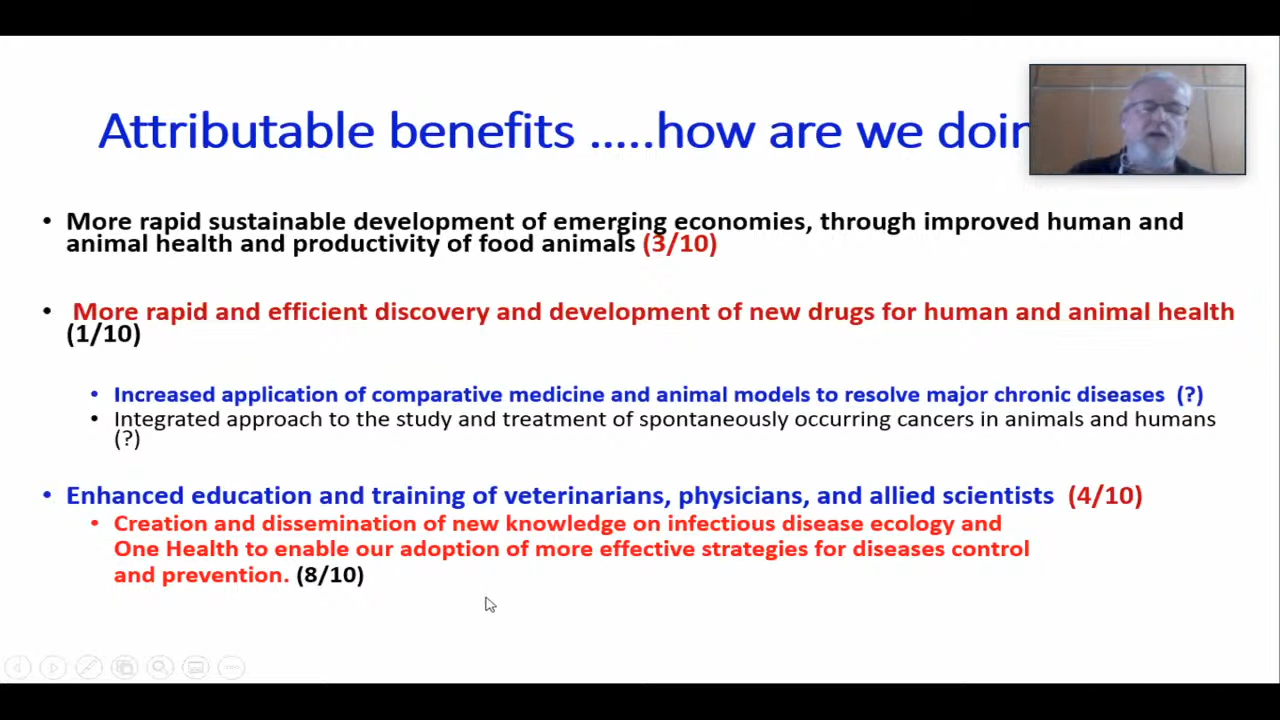 Attributable benefits .....how are we doin
• More rapid sustainable development of emerging economies, through improved human and
animal health and productivity of food animals (3/10)
• More rapid and efficient discovery and development of new drugs for human and animal health
(1/10)
• Increased application of comparative medicine and animal models to resolve major chronic diseases (?)
• Integrated approach to the study and treatment of spontaneously occurring cancers in animals and humans
(?)
• Enhanced education and training of veterinarians, physicians, and allied scientists (4/10)
• Creation and dissemination of new knowledge on infectious disease ecology and
One Health to enable our adoption of more effective strategies for diseases control
and prevention. (8/10)